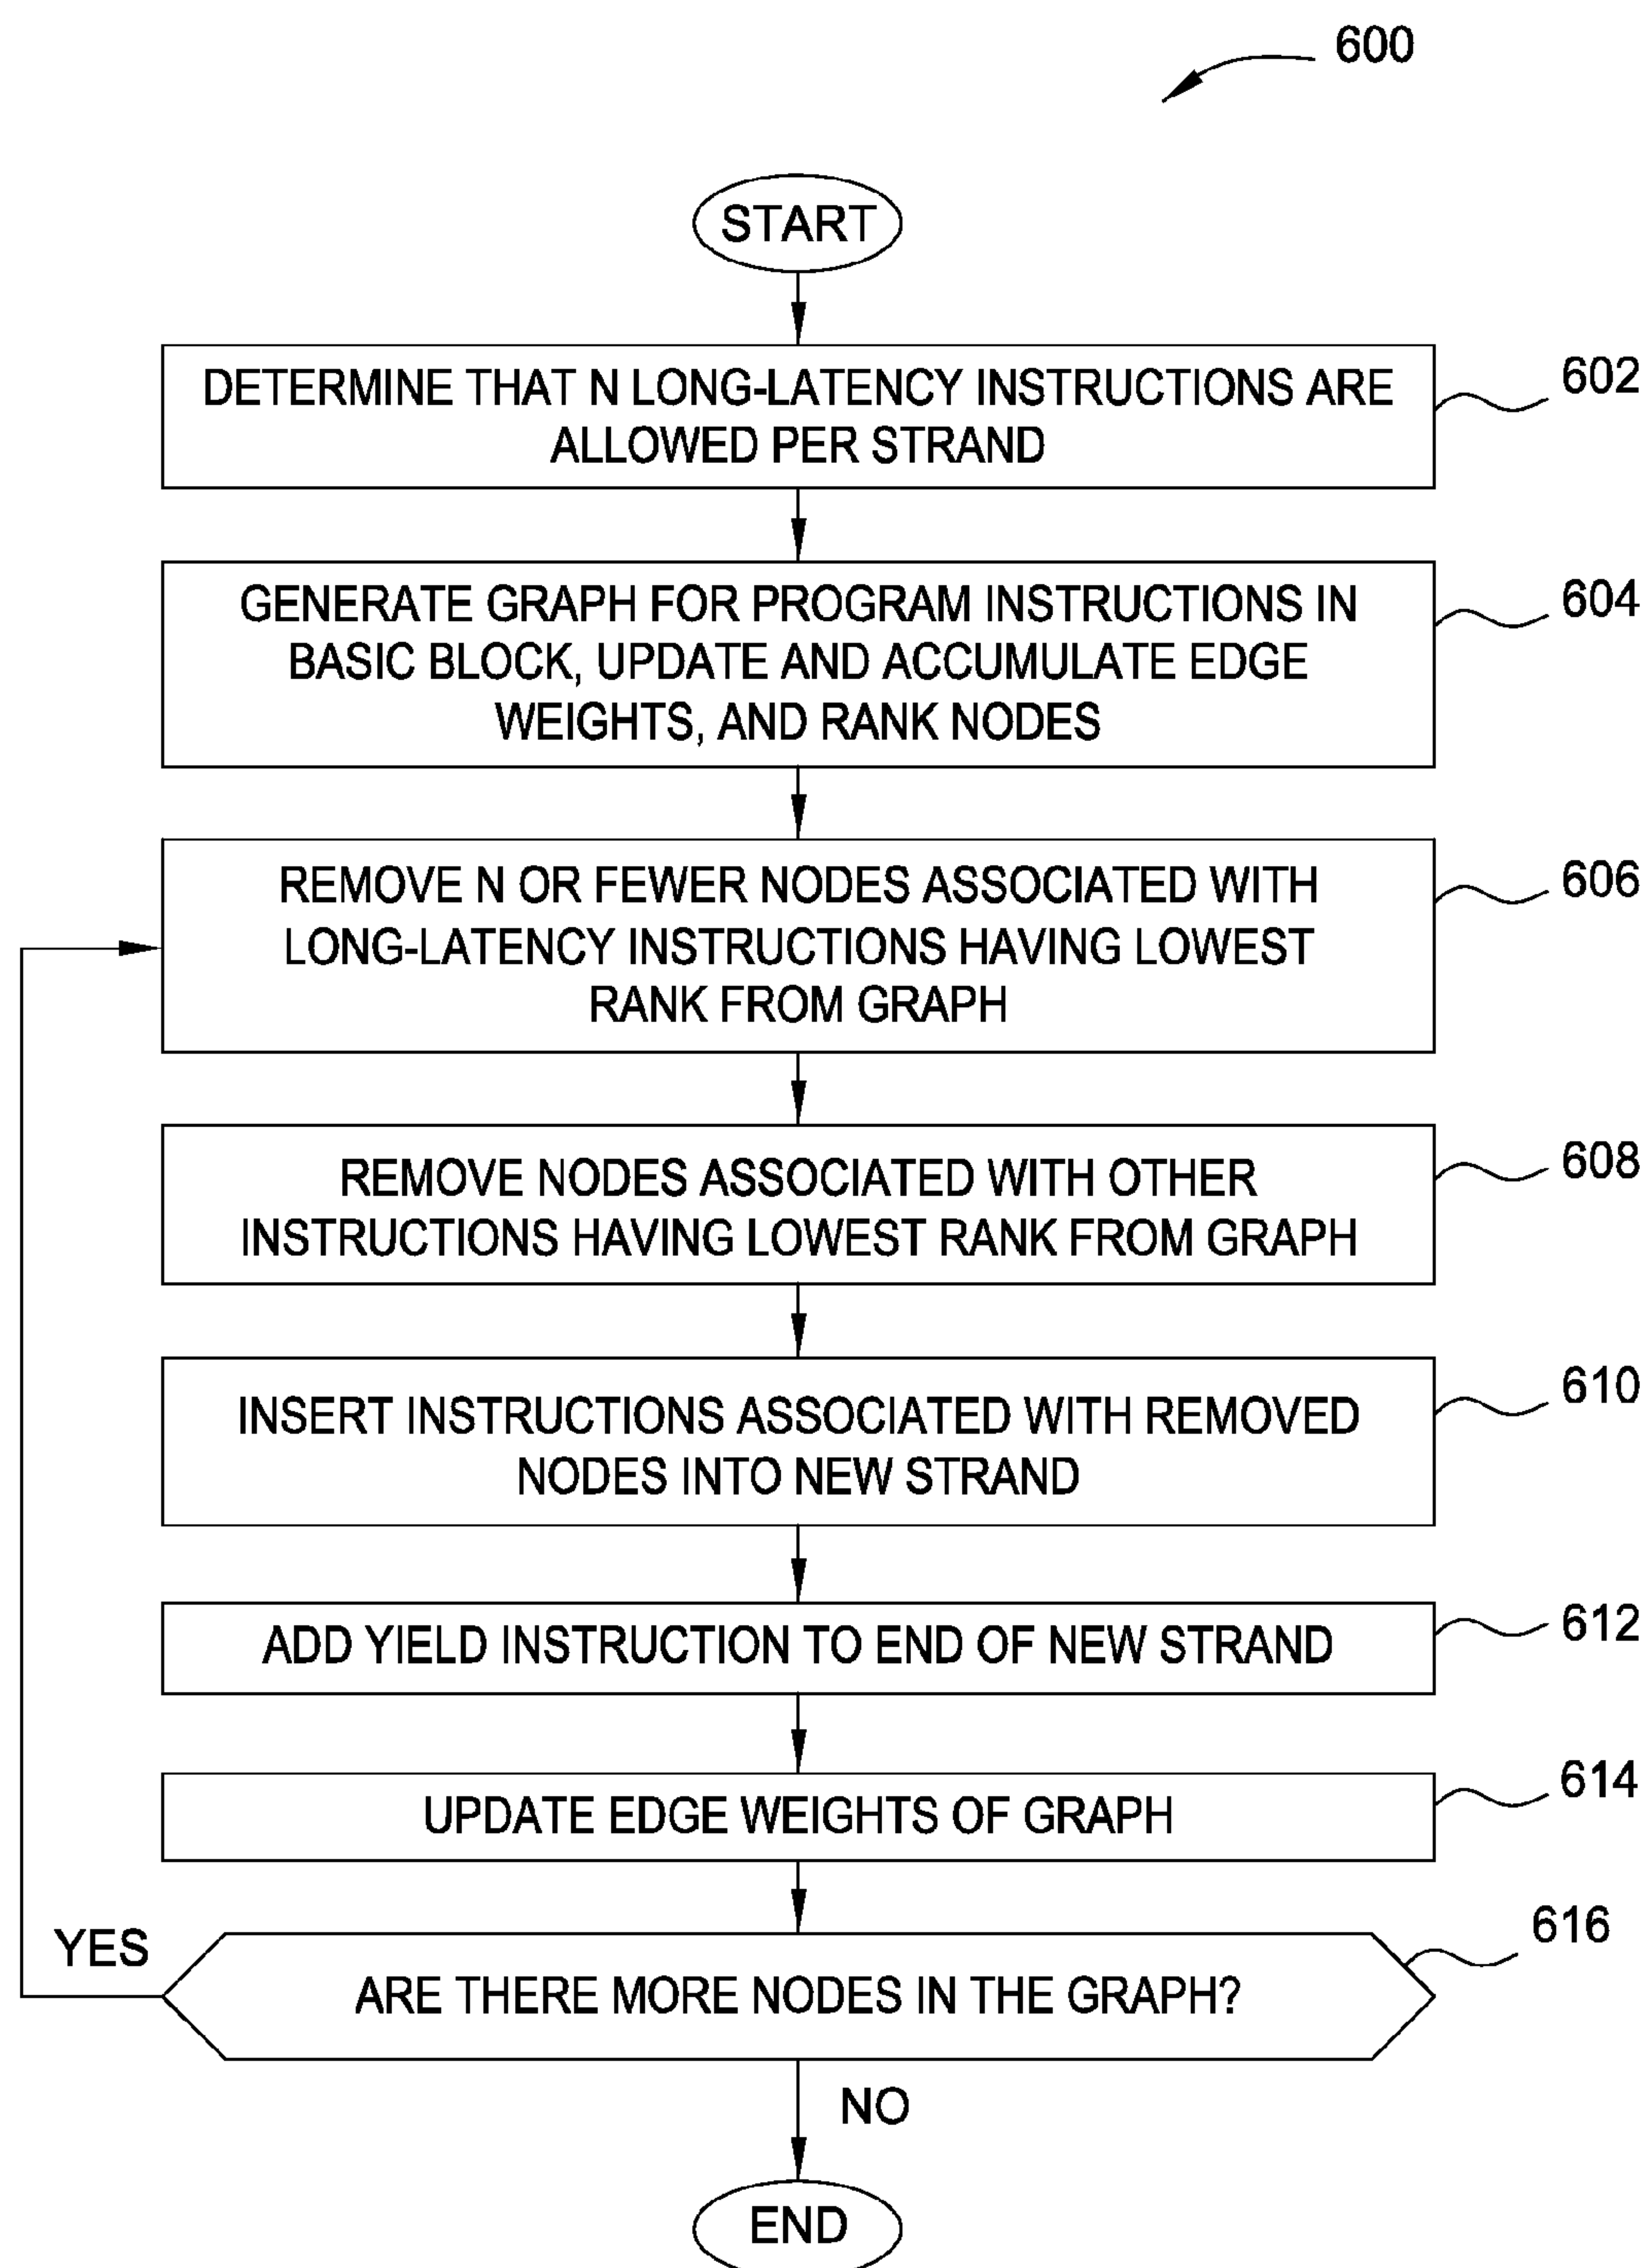 600
START
DETERMINE THAT N LONG-LATENCY INSTRUCTIONS ARE
ALLOWED PER STRAND
602
GENERATE GRAPH FOR PROGRAM INSTRUCTIONS IN
BASIC BLOCK, UPDATE AND ACCUMULATE EDGE
WEIGHTS, AND RANK NODES
604
REMOVE N OR FEWER NODES ASSOCIATED WITH
LONG-LATENCY INSTRUCTIONS HAVING LOWEST
RANK FROM GRAPH
606
REMOVE NODES ASSOCIATED WITH OTHER
INSTRUCTIONS HAVING LOWEST RANK FROM GRAPH
608
INSERT INSTRUCTIONS ASSOCIATED WITH REMOVED
NODES INTO NEW STRAND
610
ADD YIELD INSTRUCTION TO END OF NEW STRAND
612
UPDATE EDGE WEIGHTS OF GRAPH
614
YES
ARE THERE MORE NODES IN THE GRAPH?
616
NO
END